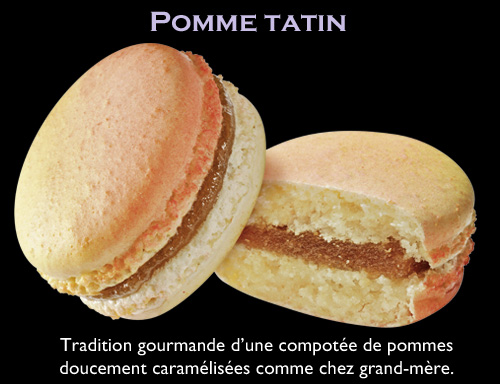 POMME TATIN
Tradition gourmande d’une compotée de pommes
doucement caramélisées comme chez grand-mère.